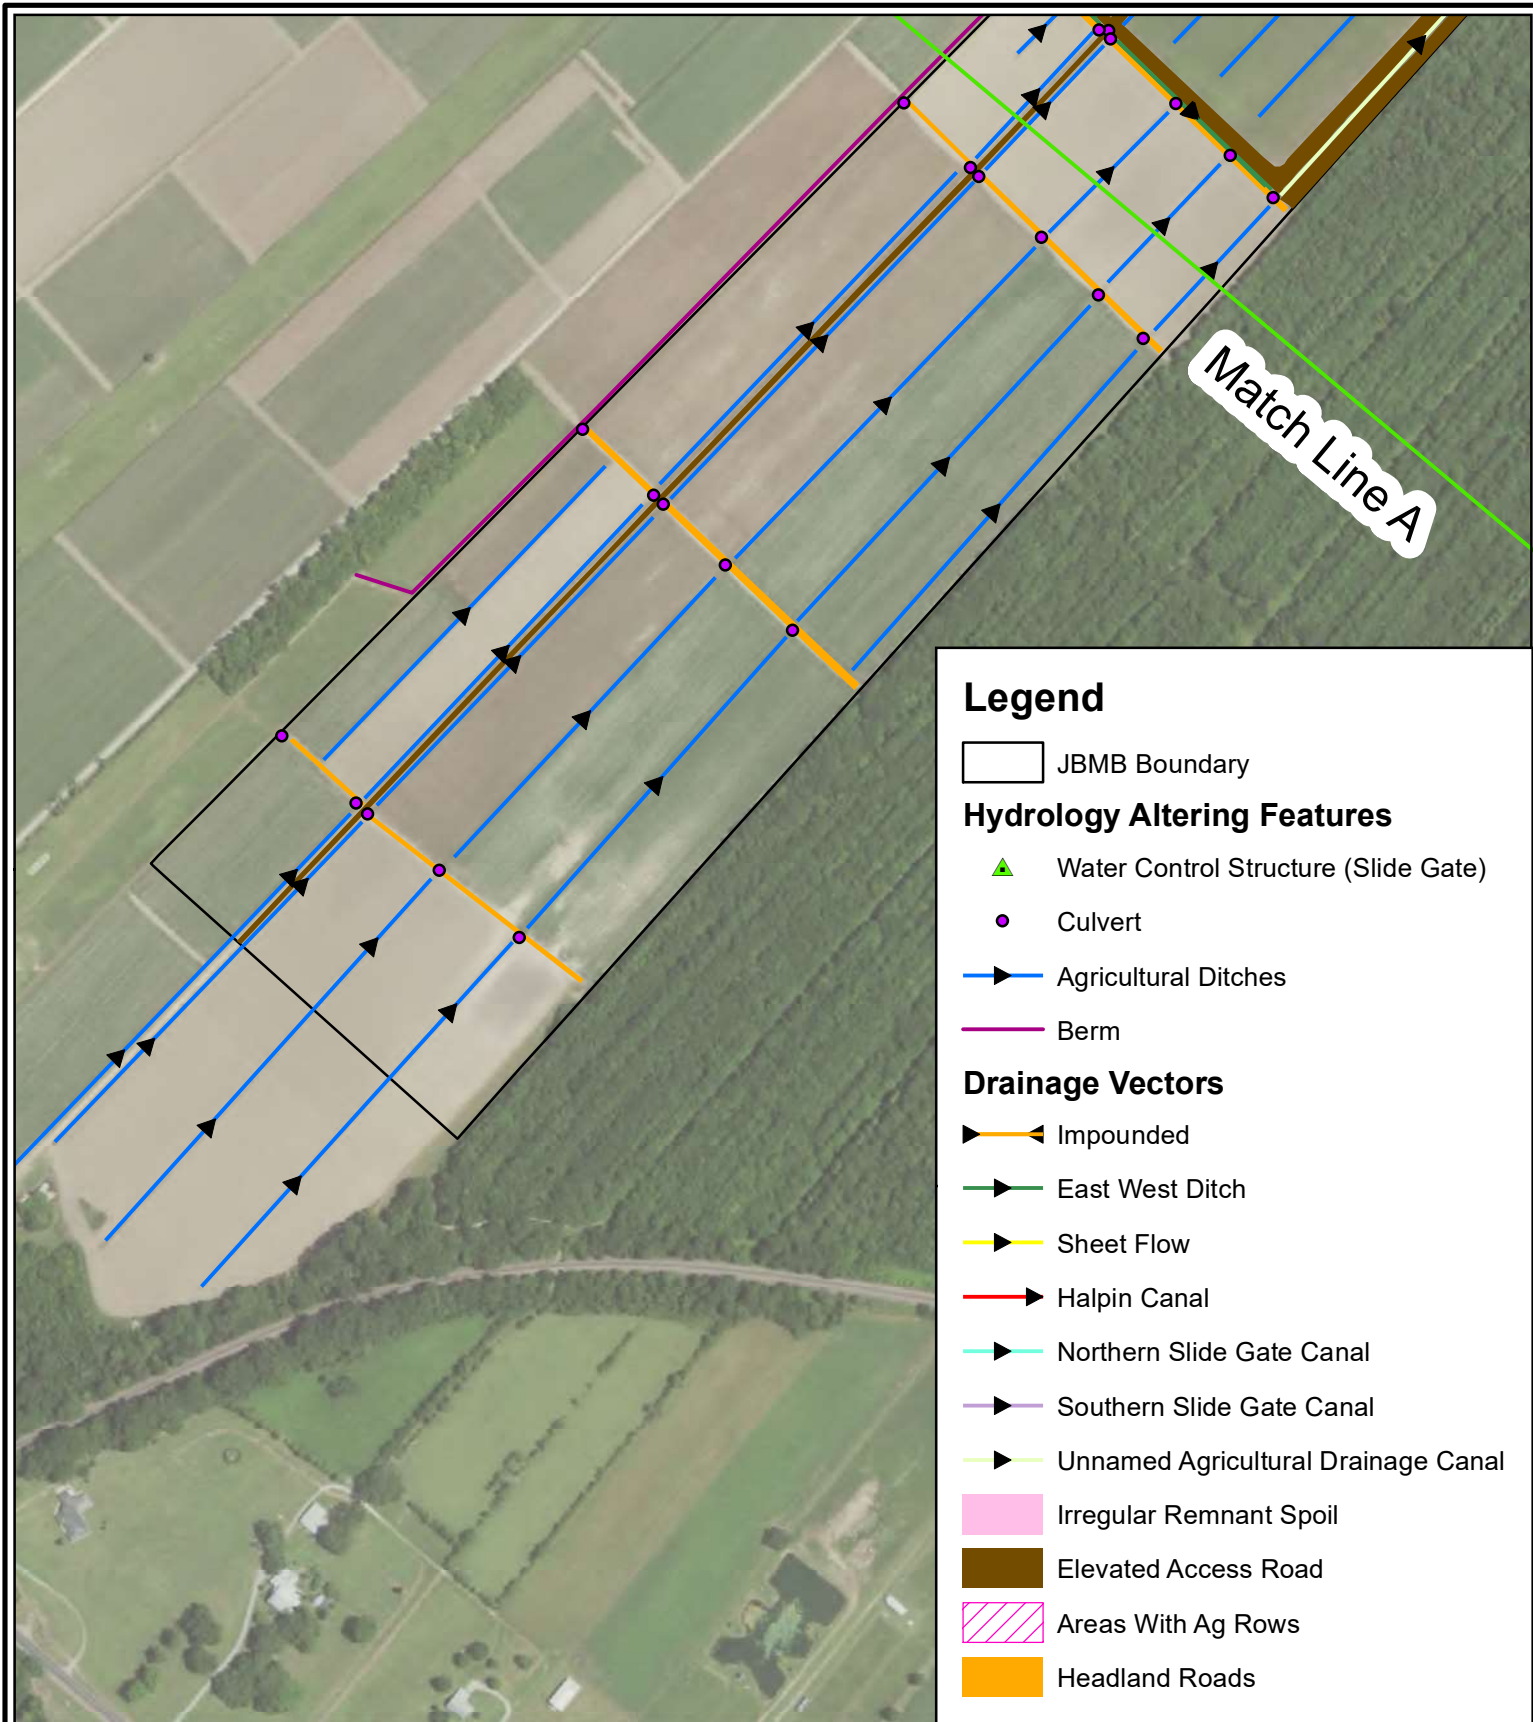 Match Line A
Legend
JBMB Boundary
Hydrology Altering Features
Water Control Structure (Slide Gate)
Culvert
Agricultural Ditches
Berm
Drainage Vectors
Impounded
East West Ditch
Sheet Flow
Halpin Canal
Northern Slide Gate Canal
Southern Slide Gate Canal
Unnamed Agricultural Drainage Canal
Irregular Remnant Spoil
Elevated Access Road
Areas With Ag Rows
Headland Roads